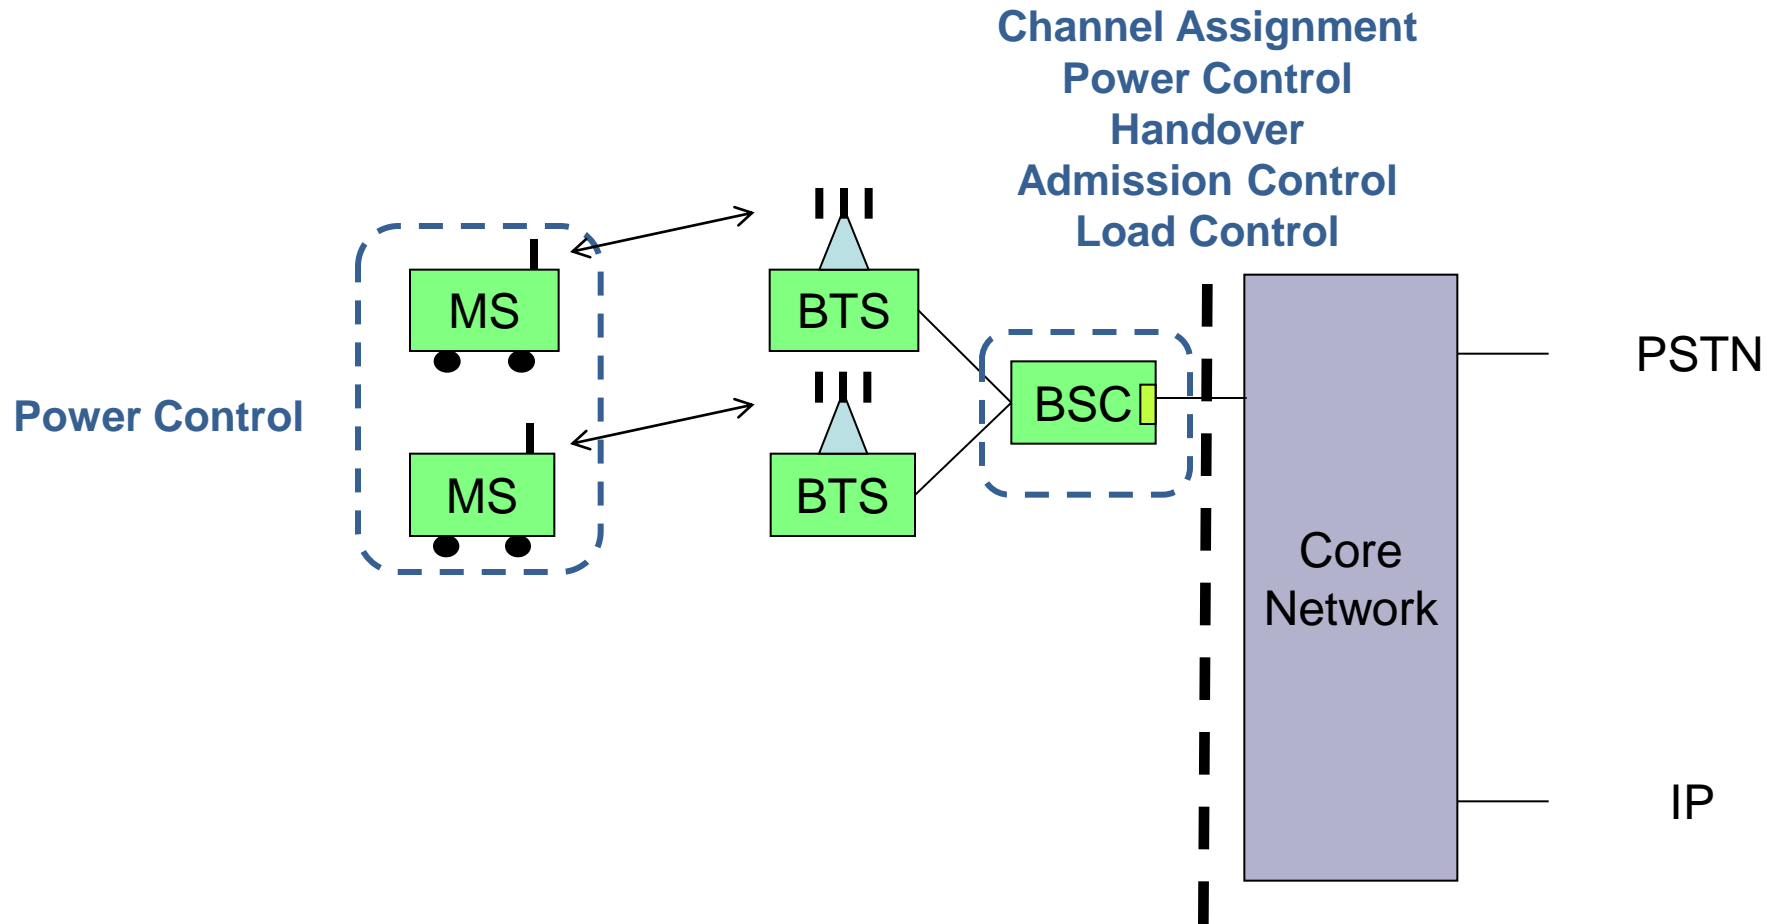 Channel Assignment
Power Control
Handover
Admission Control
Load Control
MS
BTS
PSTN
BSC
Power Control
MS
BTS
Core
Network
IP